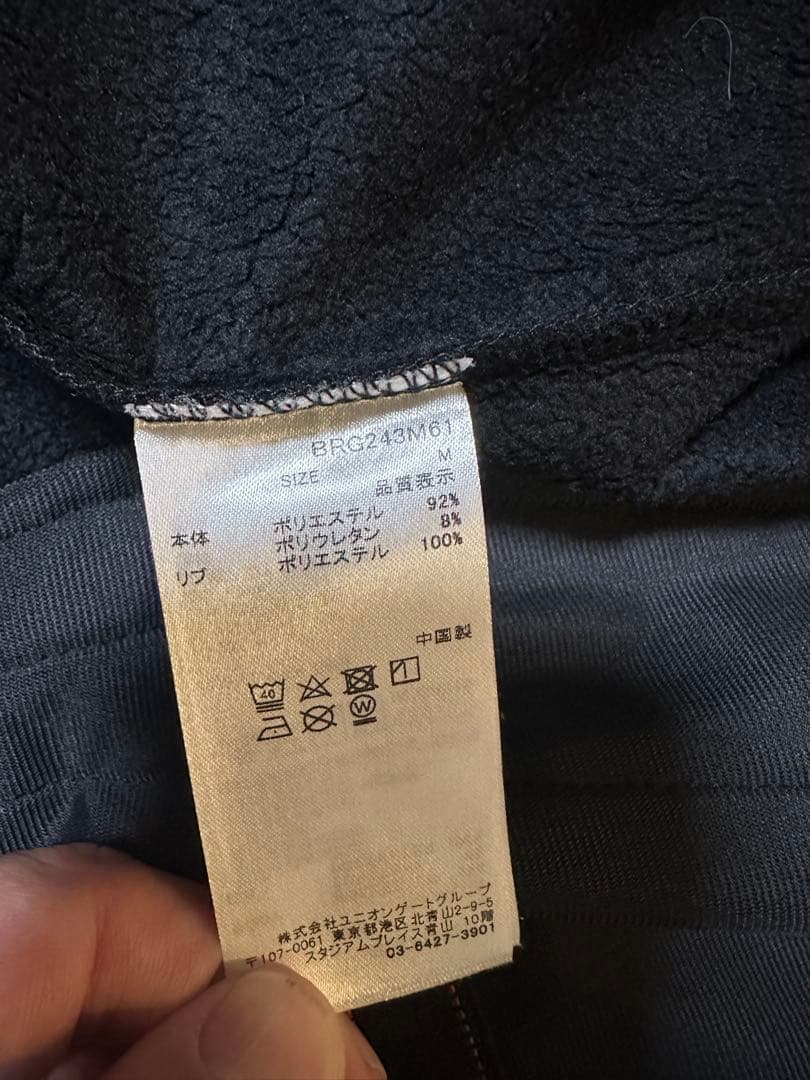 BRG243M61
SIZE M
品質表示
本体 ポリエステル 92%
ポリウレタン 8%
リブ ポリエステル 100%
中国製
40
W
株式会社ユニオンゲートグループ
〒107-0061 東京都港区北青山2-9-5
スタジアムプレイス青山 10階
03-6427-3901